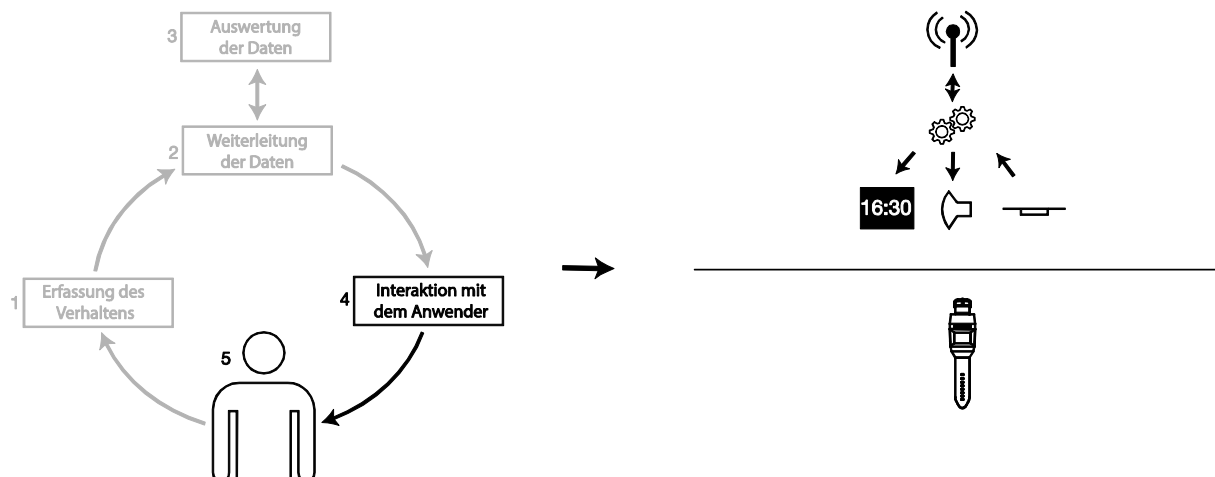 3
Auswertung
der Daten
2
Weiterleitung
der Daten
1
Erfassung des
Verhaltens
4
Interaktion mit
dem Anwender
5
16:30